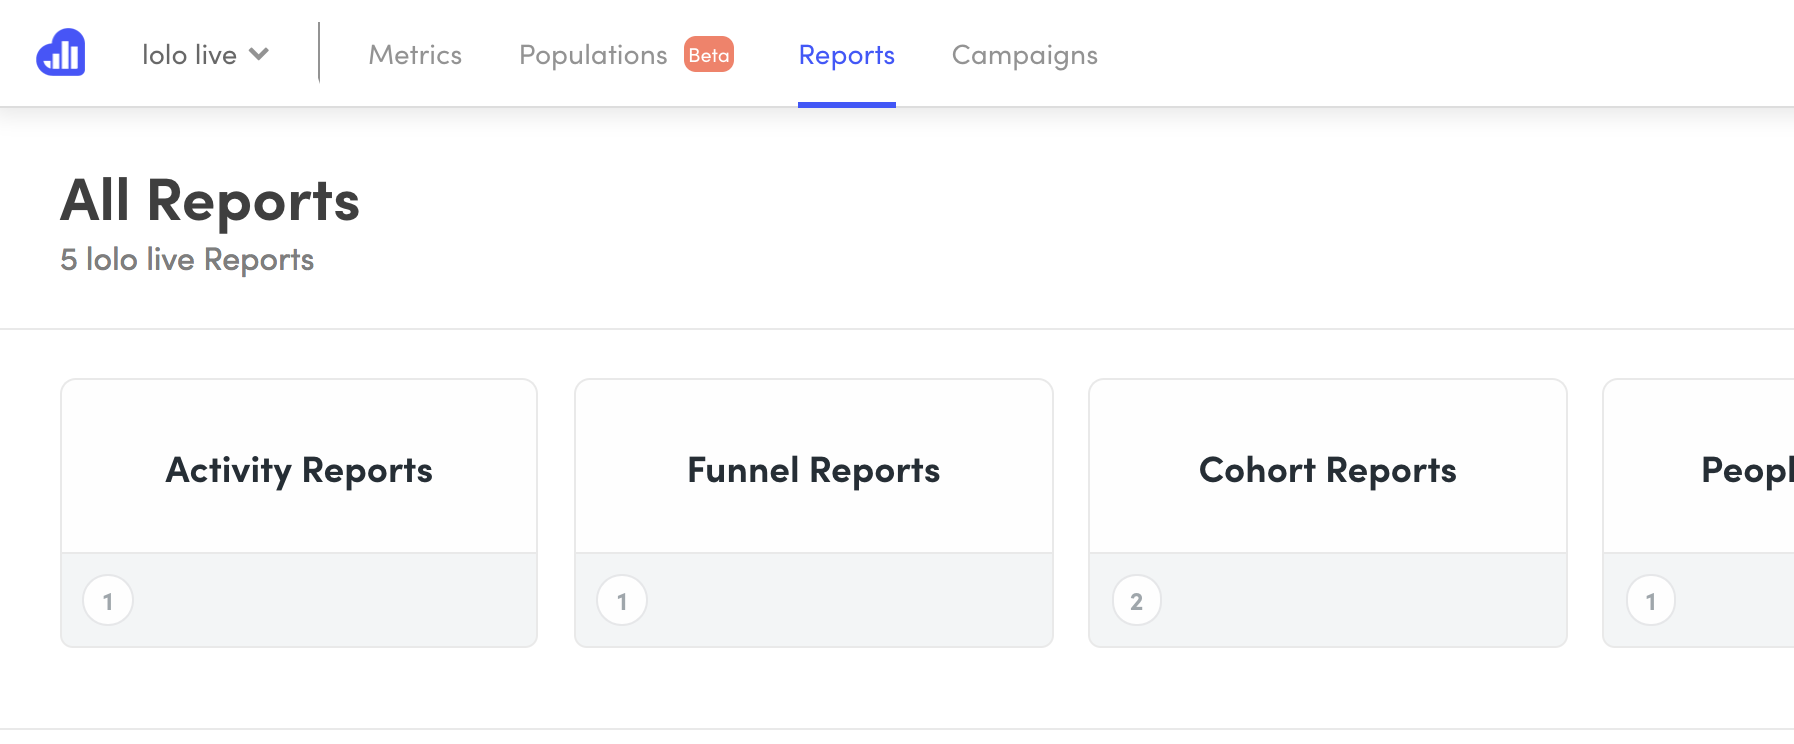 lolo live Metrics Populations Beta Reports Campaigns
All Reports
5 lolo live Reports
Activity Reports Funnel Reports Cohort Reports
1 1 2 1